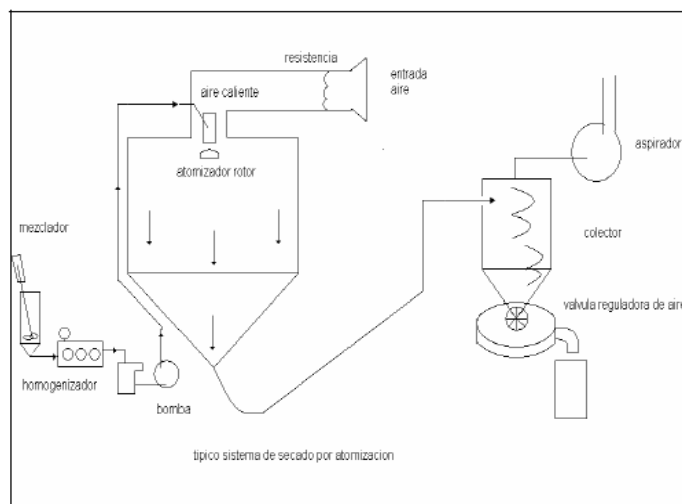 resistencia
entrada
aire
aire caliente
aspirador
atomizador rotor
mezclador
colector
valvula reguladora de aire
homogenizador
bomba
tipico sistema de secado por atomizacion